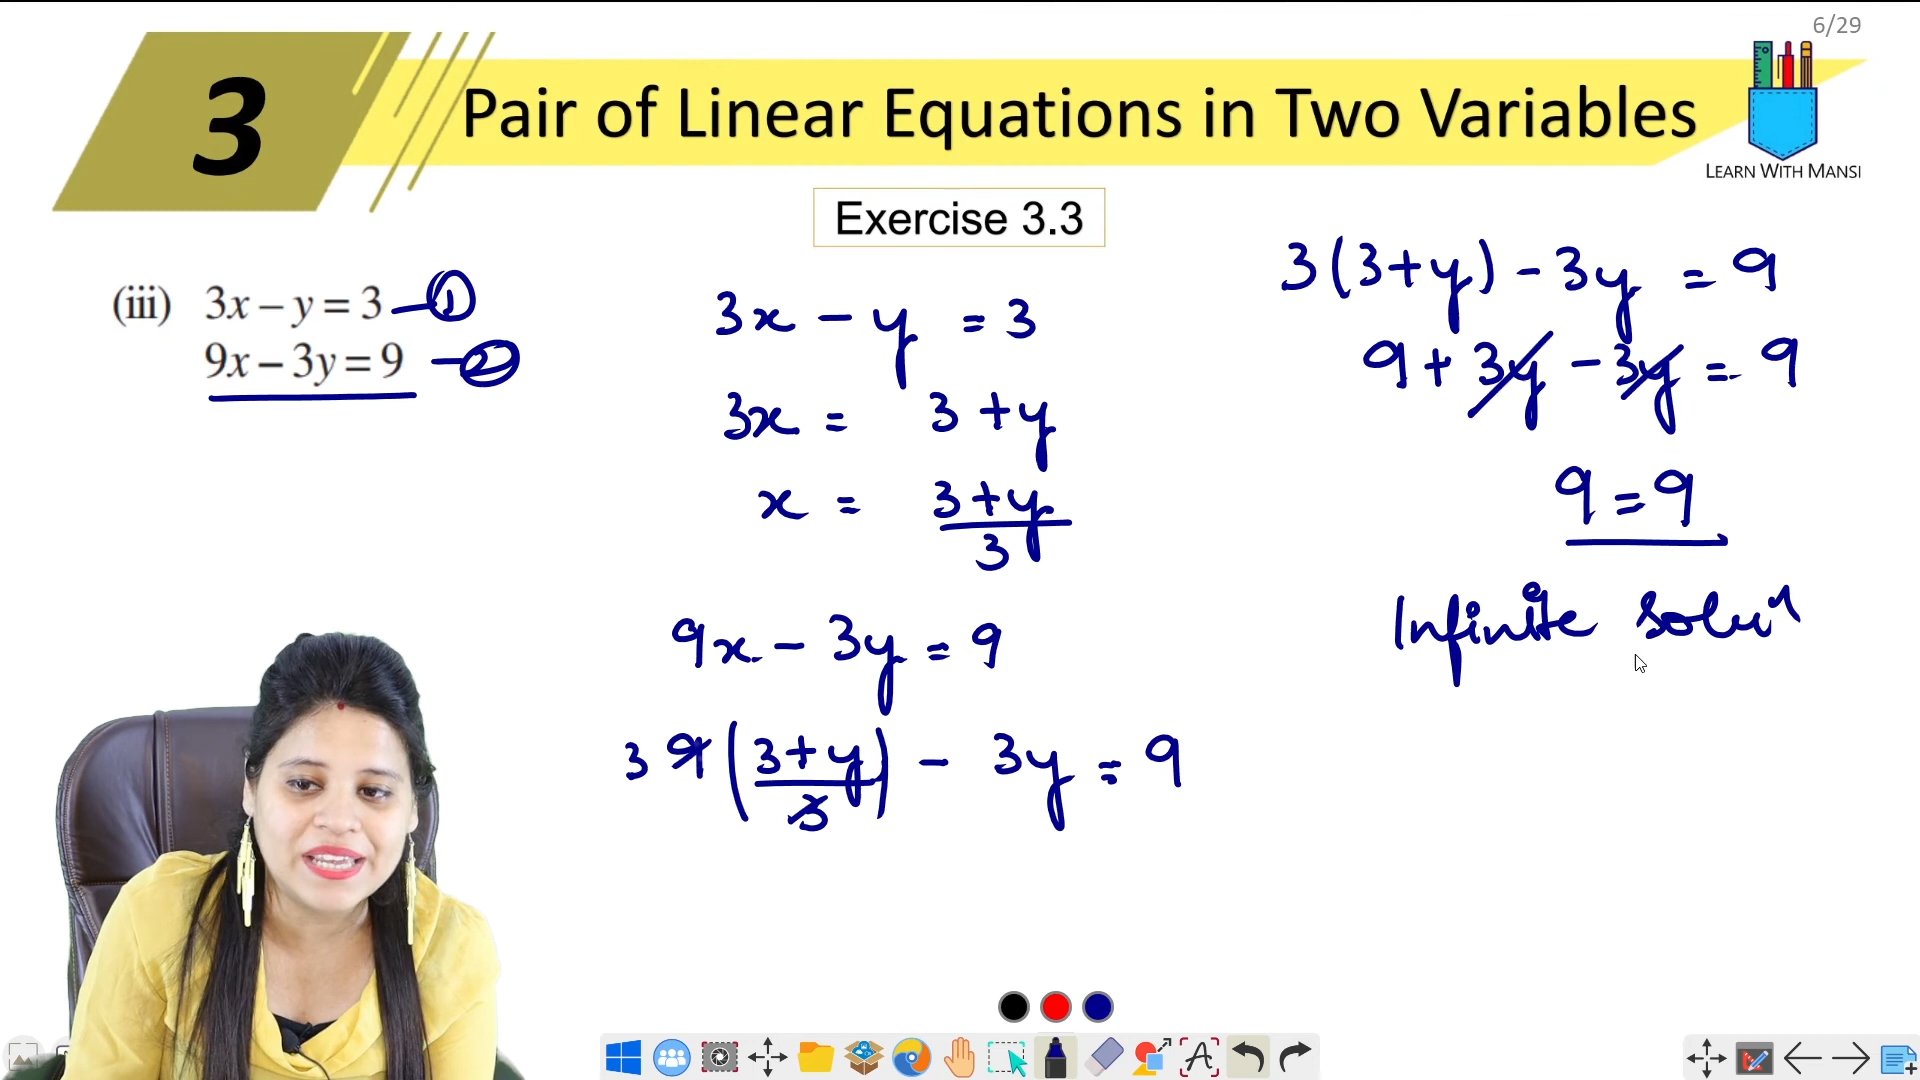 6/29
3
Pair of Linear Equations in Two Variables
LEARN WITH MANSI
Exercise 3.3
(iii) 3x – y = 3 — ①
9x – 3y = 9 — ②
3x - y = 3
3x = 3 + y
x = 3+y/3
9x - 3y = 9
3 9(3+y/3) - 3y = 9
3(3+y) - 3y = 9
9 + 3y - 3y = 9
9 = 9
Infinite soluⁿ